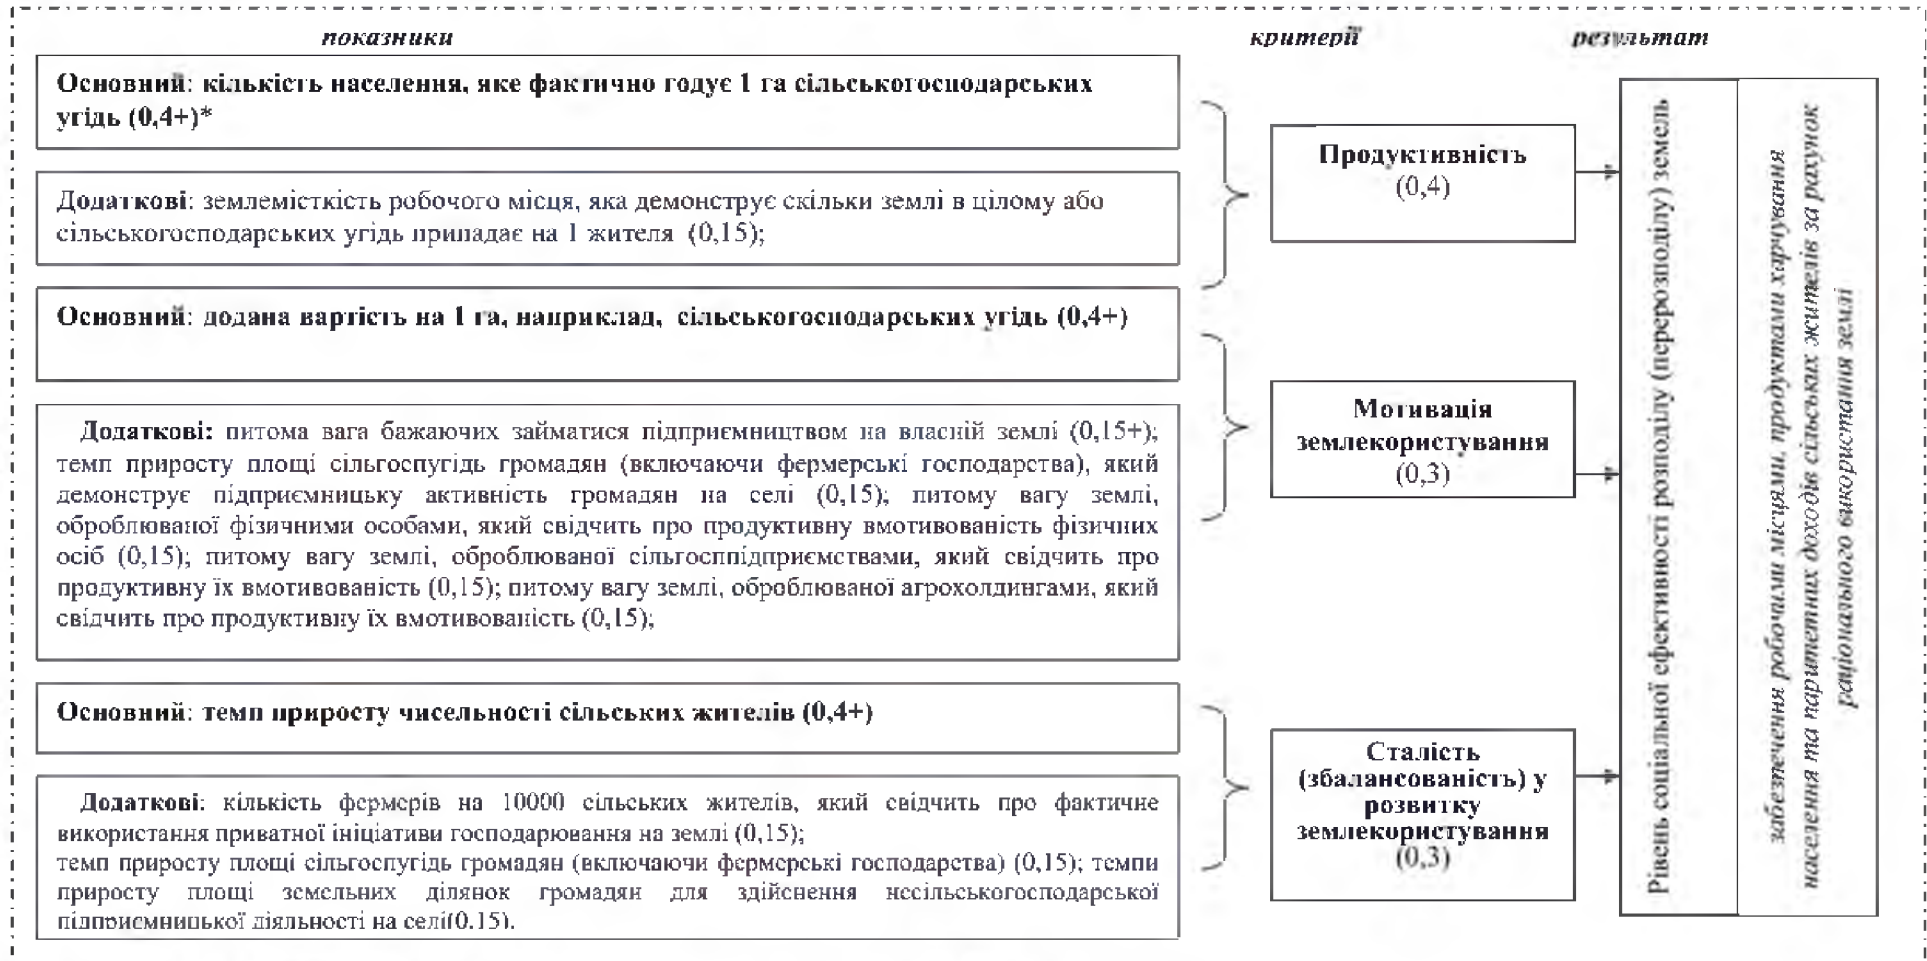 показники
критерії
результат
Основний: кількість населення, яке фактично годує 1 га сільськогосподарських
угідь (0,4+)*
Додаткові: землемісткість робочого місця, яка демонструє скільки землі в цілому або
сільськогосподарських угідь припадає на 1 жителя (0,15);
Продуктивність
(0,4)
Основний: додана вартість на 1 га, наприклад, сільськогосподарських угідь (0,4+)
Додаткові: питома вага бажаючих займатися підприємництвом на власній землі (0,15+);
темп приросту площі сільгоспугідь громадян (включаючи фермерські господарства), який
демонструє підприємницьку активність громадян на селі (0,15); питому вагу землі,
оброблюваної фізичними особами, який свідчить про продуктивну вмотивованість фізичних
осіб (0,15); питому вагу землі, оброблюваної сільгосппідприємствами, який свідчить про
продуктивну їх вмотивованість (0,15); питому вагу землі, оброблюваної агрохолдингами, який
свідчить про продуктивну їх вмотивованість (0,15);
Мотивація
землекористування
(0,3)
Основний: темп приросту чисельності сільських жителів (0,4+)
Додаткові: кількість фермерів на 10000 сільських жителів, який свідчить про фактичне
використання приватної ініціативи господарювання на землі (0,15);
темп приросту площі сільгоспугідь громадян (включаючи фермерські господарства) (0,15); темпи
приросту площі земельних ділянок громадян для здійснення несільськогосподарської
підприємницької діяльності на селі(0.15).
Сталість
(збалансованість) у
розвитку
землекористування
(0,3)
Рівень соціальної ефективності розподілу (перерозподілу) земель
забезпечення робочими місцями, продуктами харчування
населення та паритетних доходів сільських жителів за рахунок
раціонального використання землі